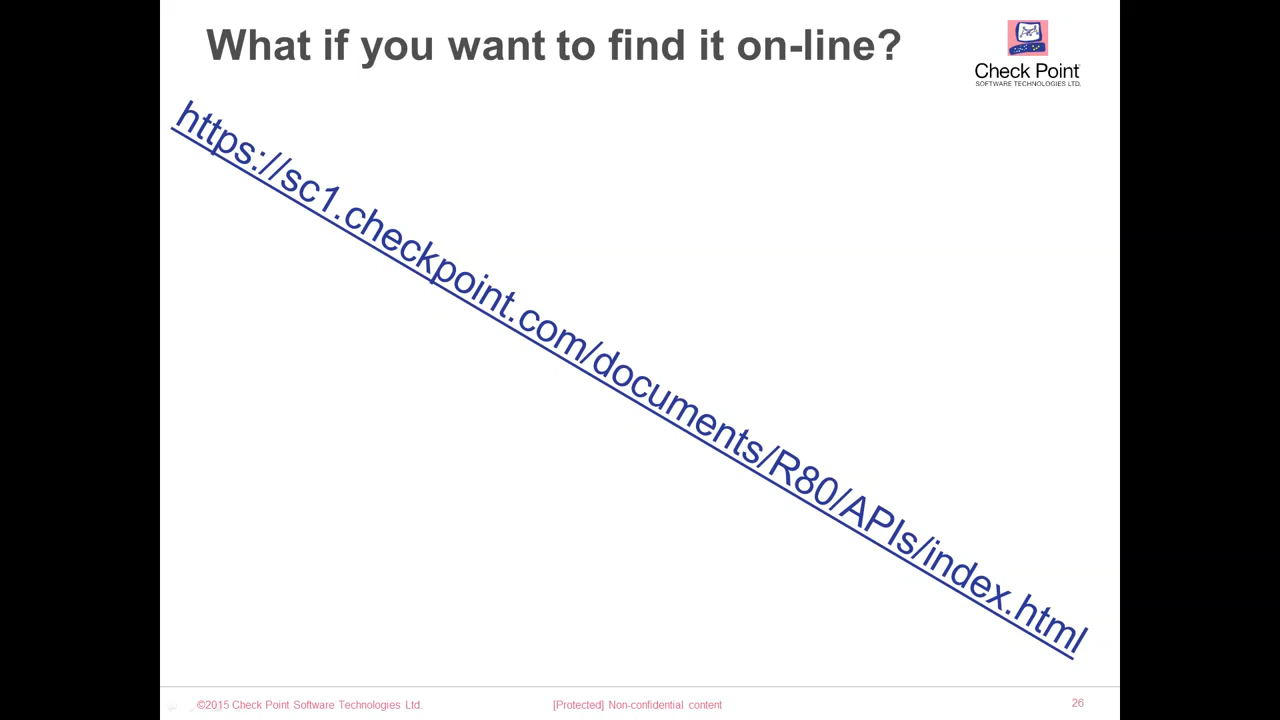 What if you want to find it on-line?
Check Point
SOFTWARE TECHNOLOGIES LTD.
https://sc1.checkpoint.com/documents/R80/APIs/index.html
©2015 Check Point Software Technologies Ltd.
[Protected] Non-confidential content
26